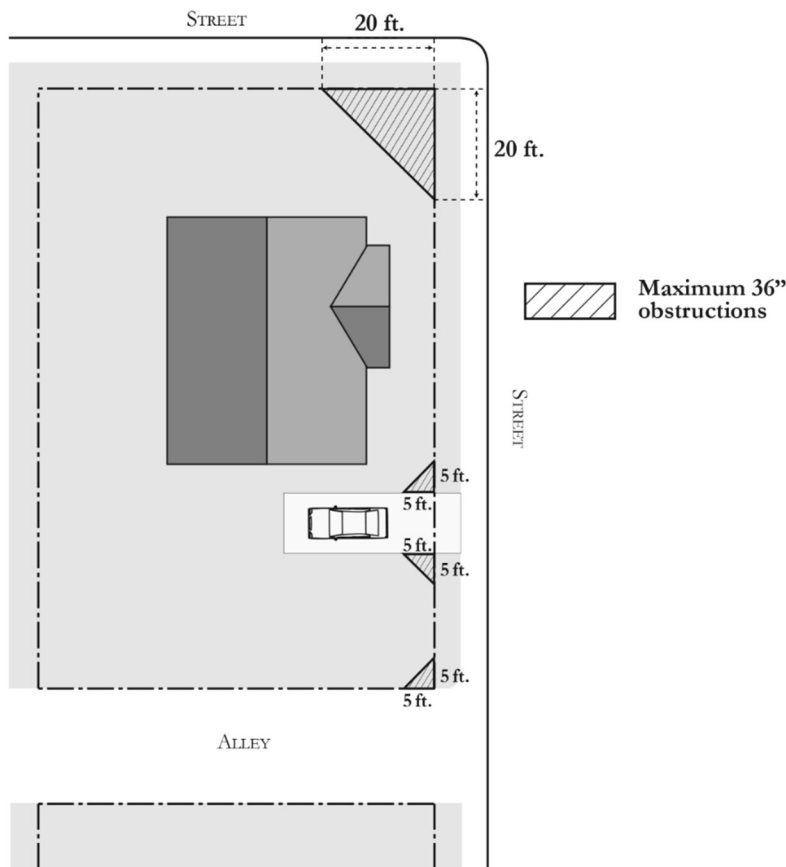 STREET
20 ft.
20 ft.
Maximum 36”
obstructions
STREET
5 ft.
5 ft.
5 ft.
5 ft.
5 ft.
5 ft.
ALLEY